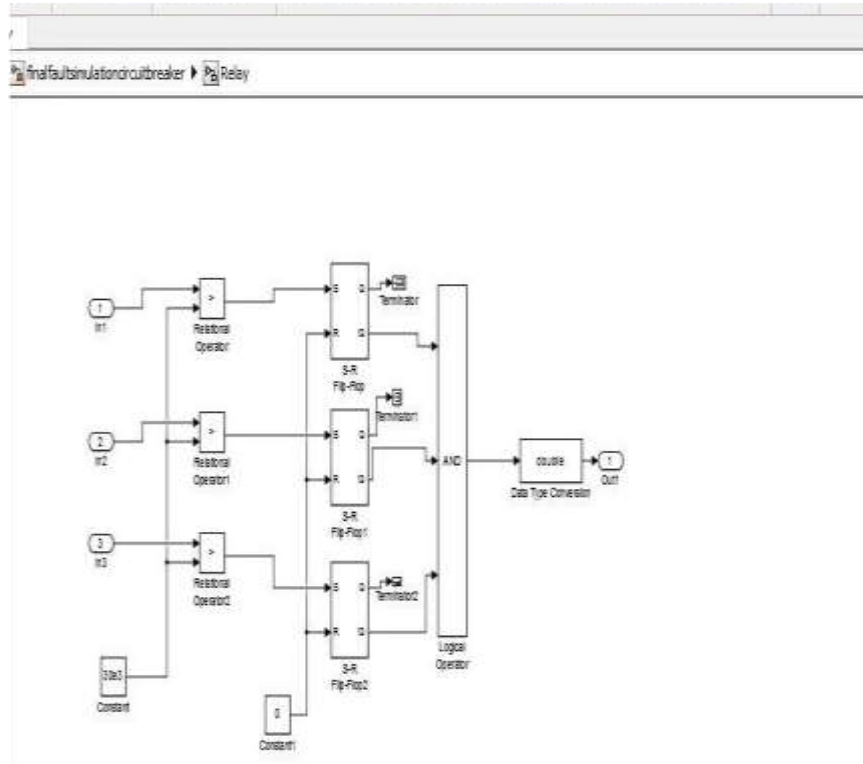 finalfaultsimulationcircuitbreaker Relay
1
In1
>
Relational
Operator
S
R
Q
Q
S-R
Flip-Flop
Terminator
2
In2
>
Relational
Operator1
S
R
Q
Q
S-R
Flip-Flop1
Terminator1
3
In3
>
Relational
Operator2
S
R
Q
Q
S-R
Flip-Flop2
Terminator2
AND
Logical
Operator
double
Data Type Conversion
1
Out1
30e3
Constant
0
Constant1